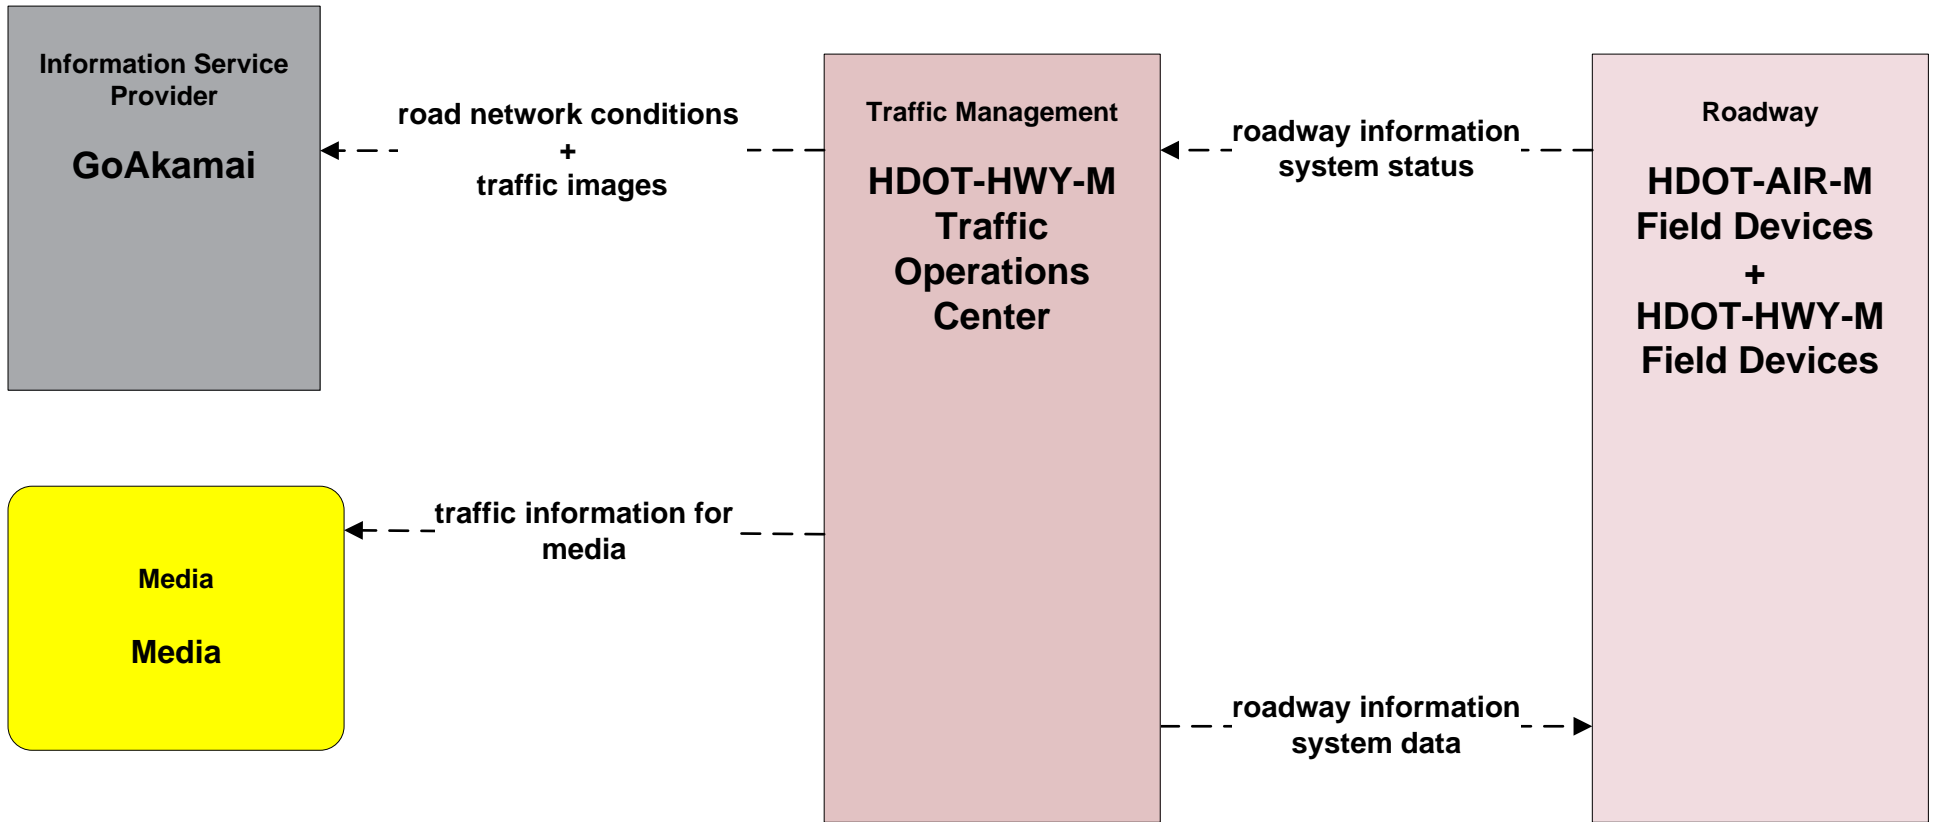 Information Service
Provider
GoAkamai
road network conditions
+
traffic images
Traffic Management
HDOT-HWY-M
Traffic
Operations
Center
roadway information
system status
Roadway
HDOT-AIR-M
Field Devices
+
HDOT-HWY-M
Field Devices
Media
Media
traffic information for
media
roadway information
system data